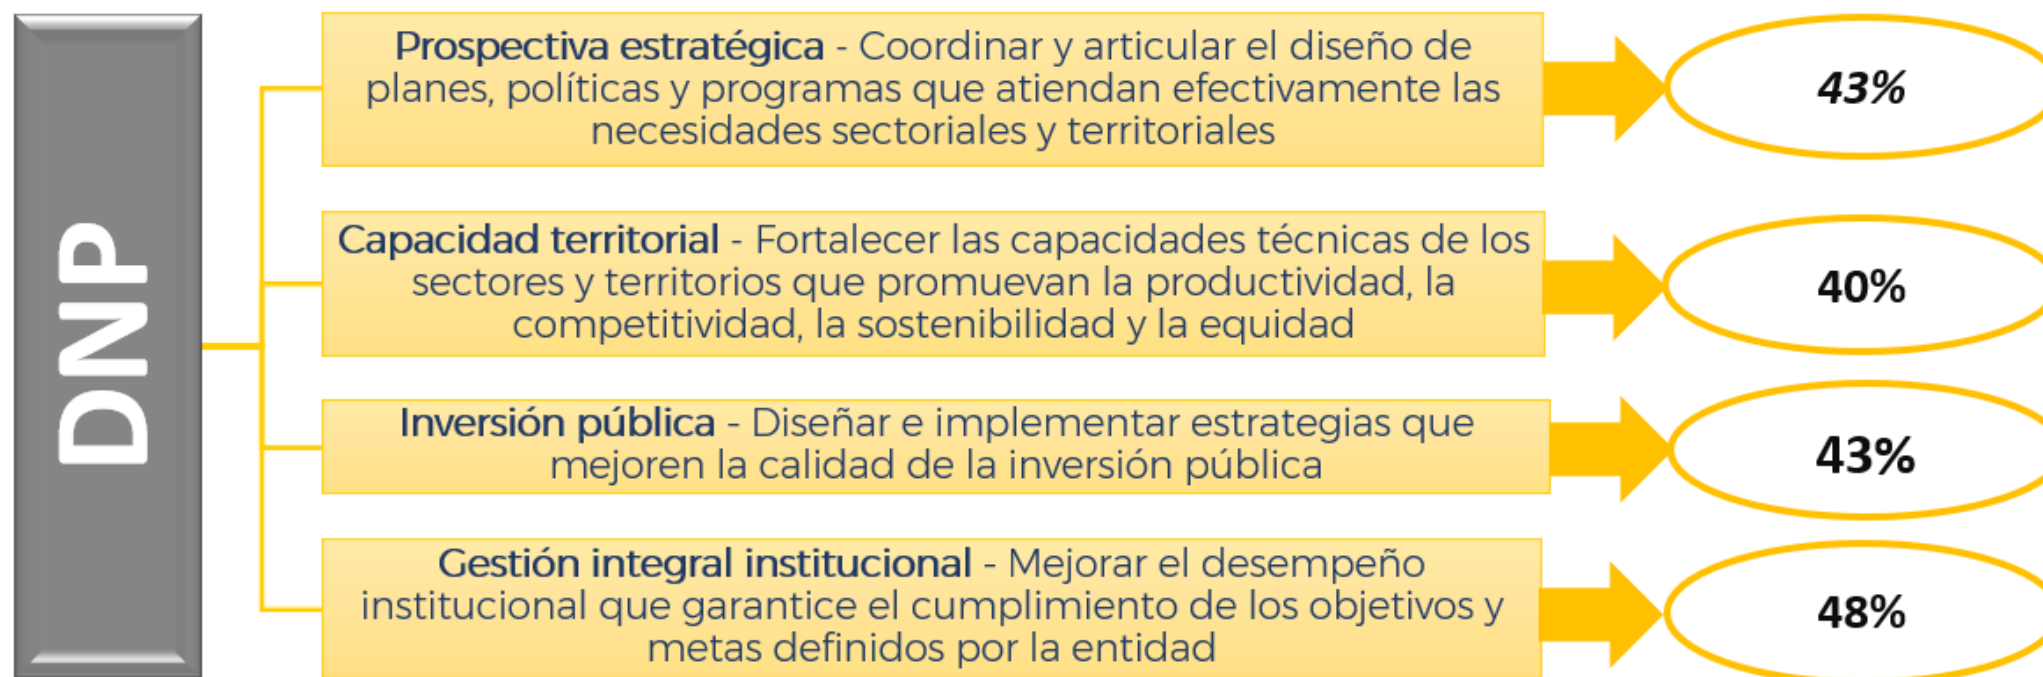 DNP
Prospectiva estratégica - Coordinar y articular el diseño de
planes, políticas y programas que atiendan efectivamente las
necesidades sectoriales y territoriales
43%
Capacidad territorial - Fortalecer las capacidades técnicas de los
sectores y territorios que promuevan la productividad, la
competitividad, la sostenibilidad y la equidad
40%
Inversión pública - Diseñar e implementar estrategias que
mejoren la calidad de la inversión pública
43%
Gestión integral institucional - Mejorar el desempeño
institucional que garantice el cumplimiento de los objetivos y
metas definidos por la entidad
48%